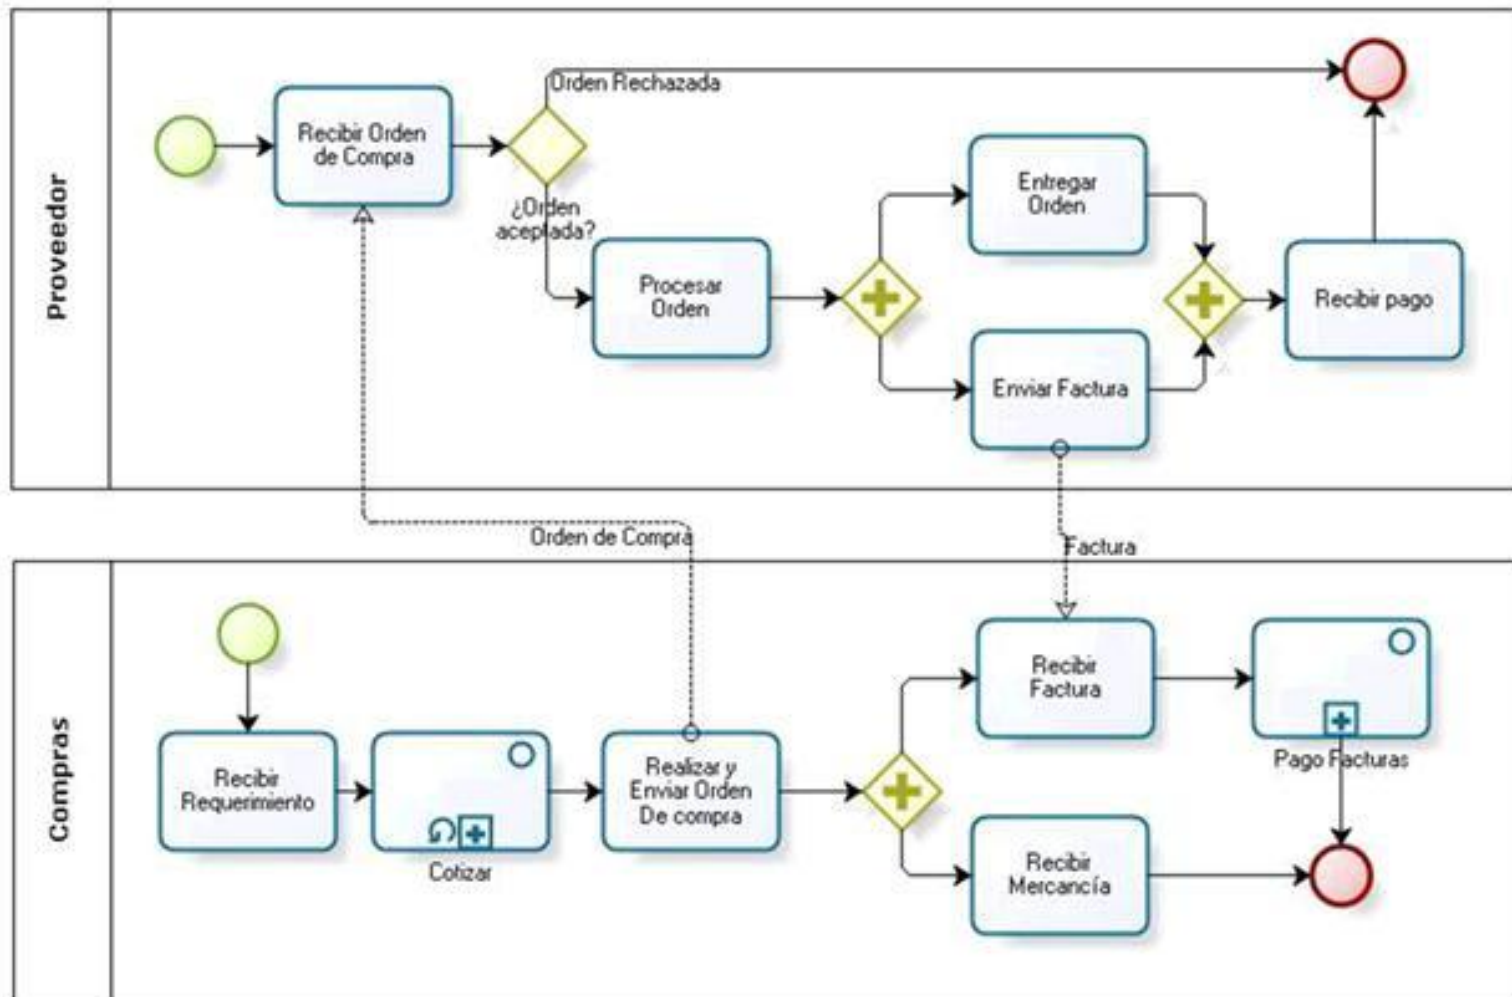 Proveedor
Orden Rechazada
Recibir Orden
de Compra
¿Orden
aceptada?
Procesar
Orden
Entregar
Orden
Enviar Factura
Recibir pago
Orden de Compra
Factura
Compras
Recibir
Requerimiento
Cotizar
Realizar y
Enviar Orden
De compra
Recibir
Factura
Pago Facturas
Recibir
Mercancía